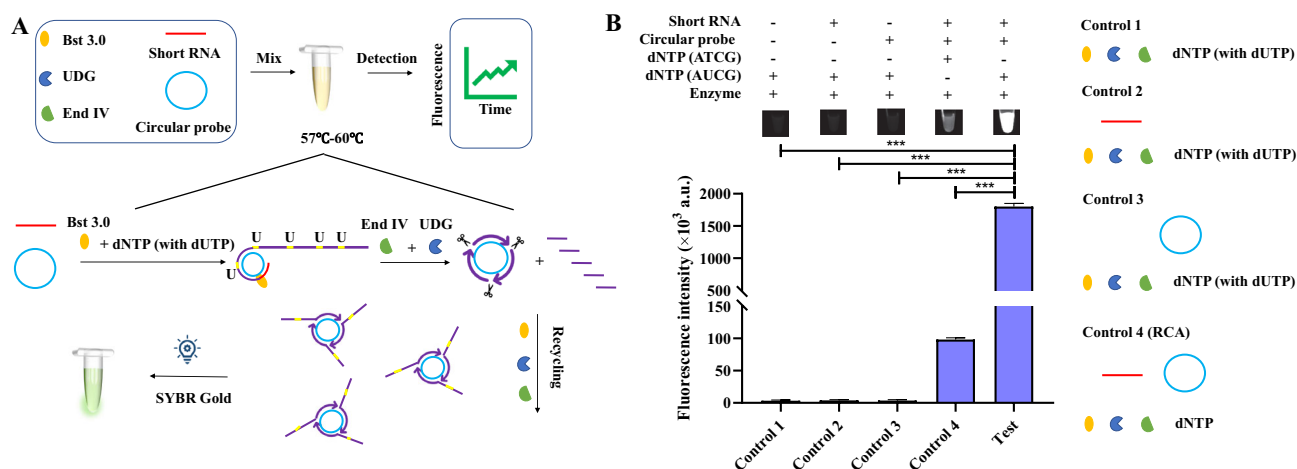 A
Bst 3.0
UDG
End IV
Short RNA
Circular probe
Mix
57℃-60℃
Detection
Fluorescence
Time
Bst 3.0
+ dNTP (with dUTP)
U
U U U U
End IV
+
UDG
+
Recycling
SYBR Gold
B
Short RNA - + - + +
Circular probe - - + + +
dNTP (ATCG) - - - + -
dNTP (AUCG) + + + - +
Enzyme + + + + +
***
***
***
***
Fluorescence intensity (×10³ a.u.)
2000
1500
1000
500
150
100
50
0
Control 1
Control 2
Control 3
Control 4
Test
Control 1
dNTP (with dUTP)
Control 2
dNTP (with dUTP)
Control 3
dNTP (with dUTP)
Control 4 (RCA)
dNTP